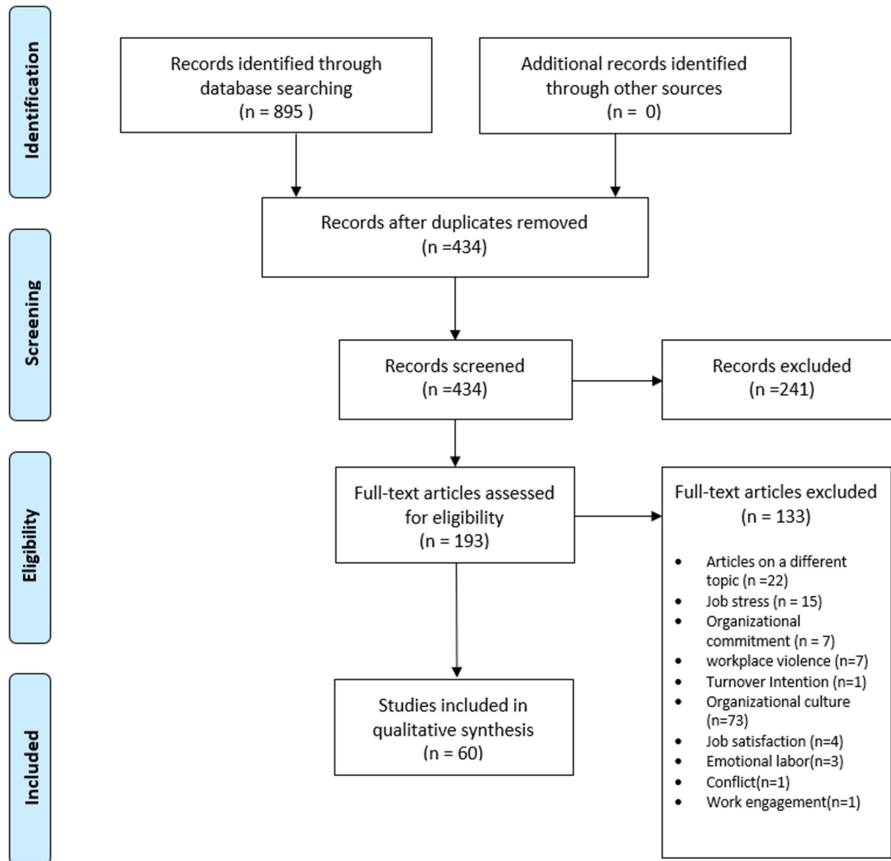 Identification
Records identified through
database searching
(n = 895 )
Additional records identified
through other sources
(n =  0)
Records after duplicates removed
(n =434)
Screening
Records screened
(n =434)
Records excluded
(n =241)
Eligibility
Full-text articles assessed
for eligibility
(n = 193)
Full-text articles excluded
(n = 133)
• Articles on a different
topic (n =22)
• Job stress (n = 15)
• Organizational
commitment (n = 7)
• workplace violence (n=7)
• Turnover Intention (n=1)
• Organizational culture
(n=73)
• Job satisfaction (n=4)
• Emotional labor(n=3)
• Conflict(n=1)
• Work engagement(n=1)
Included
Studies included in
qualitative synthesis
(n = 60)